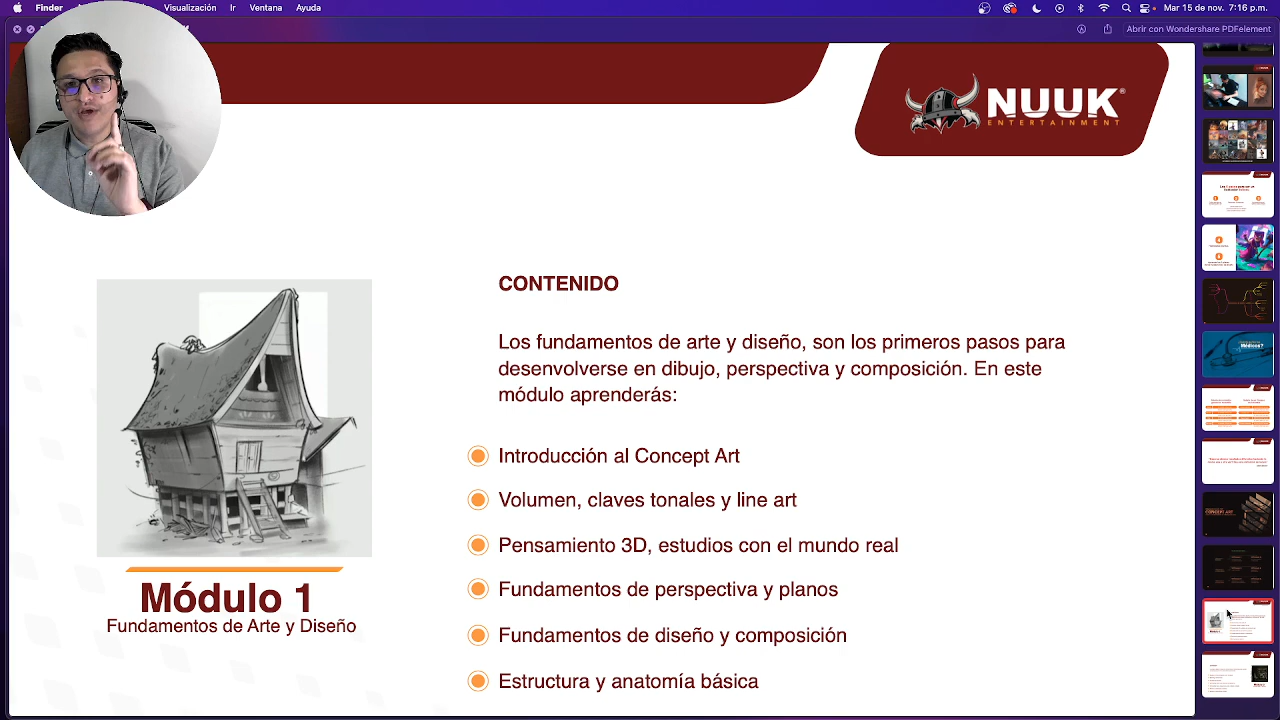 Visualización Ir Ventana Ayuda
Mar 15 nov 7:16 p.m.
Abrir con Wondershare PDFelement
NUUK®
ENTERTAINMENT
CONTENIDO
Los fundamentos de arte y diseño, son los primeros pasos para
desenvolverse en dibujo, perspectiva y composición. En este
módulo aprenderás:
Introducción al Concept Art
Volumen, claves tonales y line art
Pensamiento 3D, estudios con el mundo real
Fundamentos de perspectiva y planos
Fundamentos de diseño y composición
Estructura y anatomía básica
Módulo 1
Fundamentos de Arte y Diseño